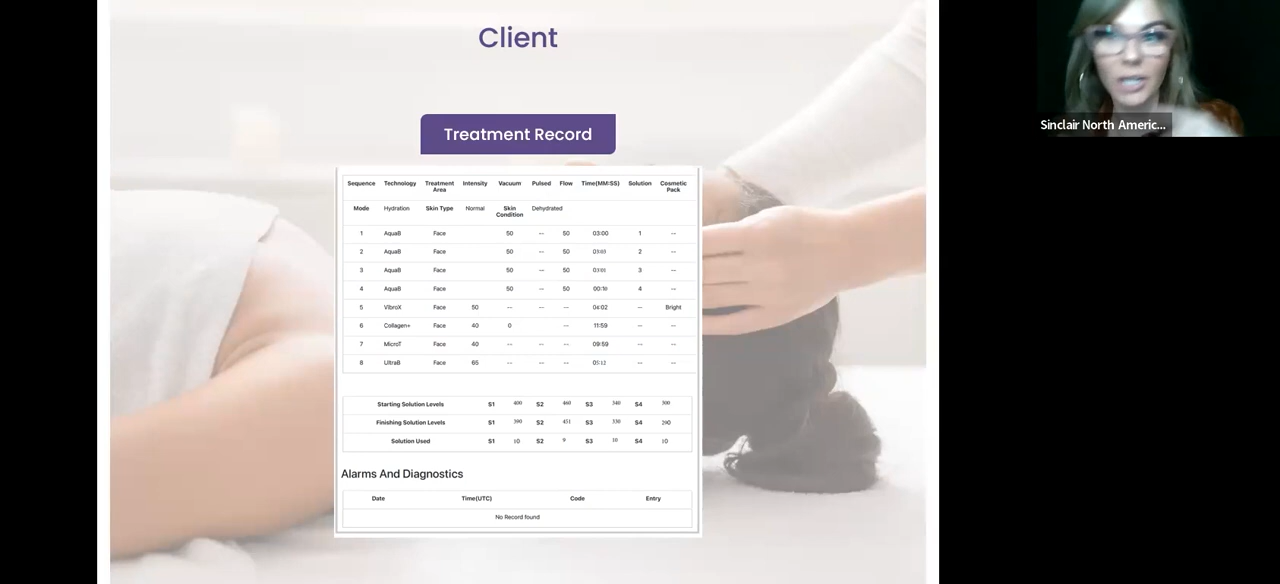 Client
Treatment Record
Sinclair North Americ...
Sequence Technology Treatment Area Intensity Vacuum Pulsed Flow Time(MM:SS) Solution Cosmetic Pack
Mode Hydration Skin Type Normal Skin Condition Dehydrated
1 AquaB Face 50 -- 50 03:00 1 --
2 AquaB Face 50 -- 50 2 --
3 AquaB Face 50 -- 50 3 --
4 AquaB Face 50 -- 50 4 --
5 VibroX Face 50 -- -- -- 04:02 -- Bright
6 Collagen+ Face 40 0 -- 11:59 -- --
7 MicroT Face 40 -- -- -- 09:59 -- --
8 UltraB Face 65 -- -- -- 05:12 -- --
Starting Solution Levels S1 400 S2 460 S3 340 S4 300
Finishing Solution Levels S1 390 S2 451 S3 330 S4 290
Solution Used S1 10 S2 9 S3 10 S4 10
Alarms And Diagnostics
Date Time(UTC) Code Entry
No Record found